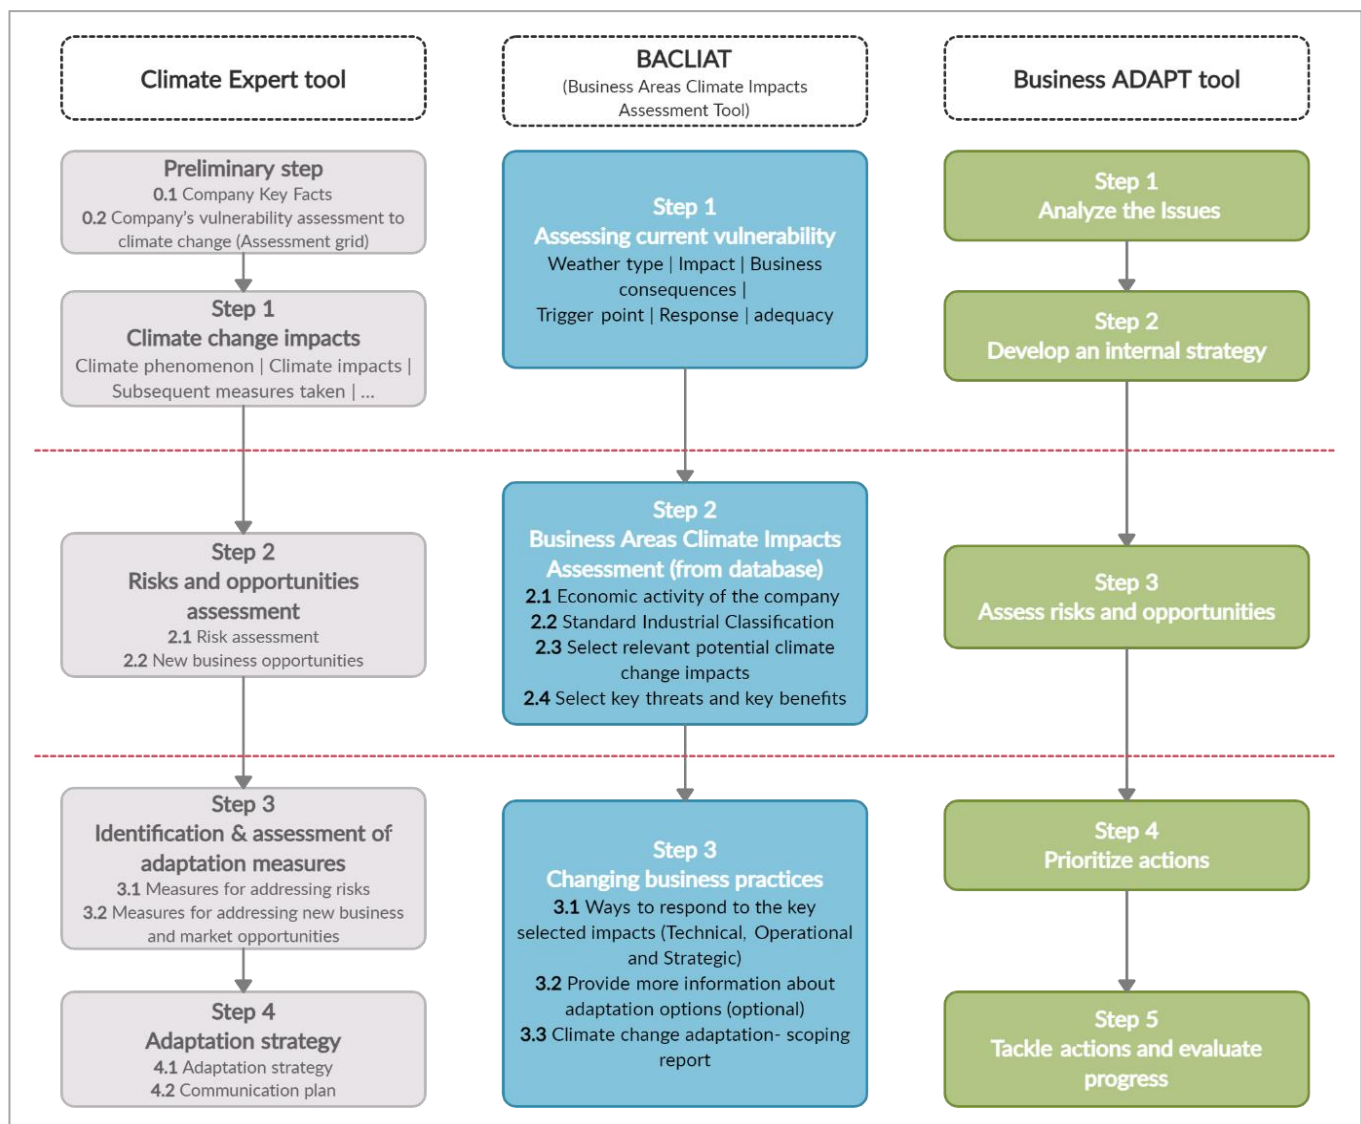 Climate Expert tool
BACLIAT
(Business Areas Climate Impacts
Assessment Tool)
Business ADAPT tool
Preliminary step
0.1 Company Key Facts
0.2 Company's vulnerability assessment to
climate change (Assessment grid)
Step 1
Climate change impacts
Climate phenomenon | Climate impacts |
Subsequent measures taken | ...
Step 2
Risks and opportunities
assessment
2.1 Risk assessment
2.2 New business opportunities
Step 3
Identification & assessment of
adaptation measures
3.1 Measures for addressing risks
3.2 Measures for addressing new business
and market opportunities
Step 4
Adaptation strategy
4.1 Adaptation strategy
4.2 Communication plan
Step 1
Assessing current vulnerability
Weather type | Impact | Business
consequences |
Trigger point | Response | adequacy
Step 2
Business Areas Climate Impacts
Assessment (from database)
2.1 Economic activity of the company
2.2 Standard Industrial Classification
2.3 Select relevant potential climate
change impacts
2.4 Select key threats and key benefits
Step 3
Changing business practices
3.1 Ways to respond to the key
selected impacts (Technical, Operational
and Strategic)
3.2 Provide more information about
adaptation options (optional)
3.3 Climate change adaptation- scoping
report
Step 1
Analyze the Issues
Step 2
Develop an internal strategy
Step 3
Assess risks and opportunities
Step 4
Prioritize actions
Step 5
Tackle actions and evaluate
progress